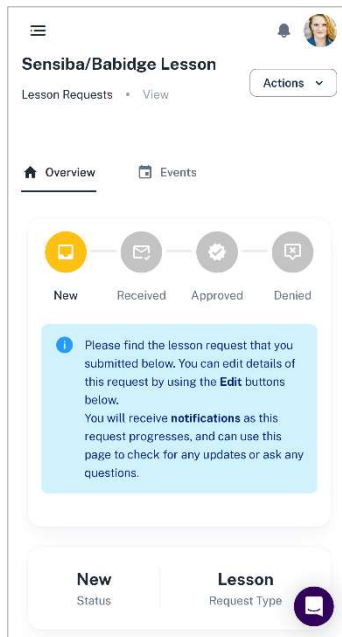 Sensiba/Babidge Lesson
Actions
Lesson Requests • View
Overview
Events
New
Received
Approved
Denied
Please find the lesson request that you
submitted below. You can edit details of
this request by using the Edit buttons
below.
You will receive notifications as this
request progresses, and can use this
page to check for any updates or ask any
questions.
New
Status
Lesson
Request Type